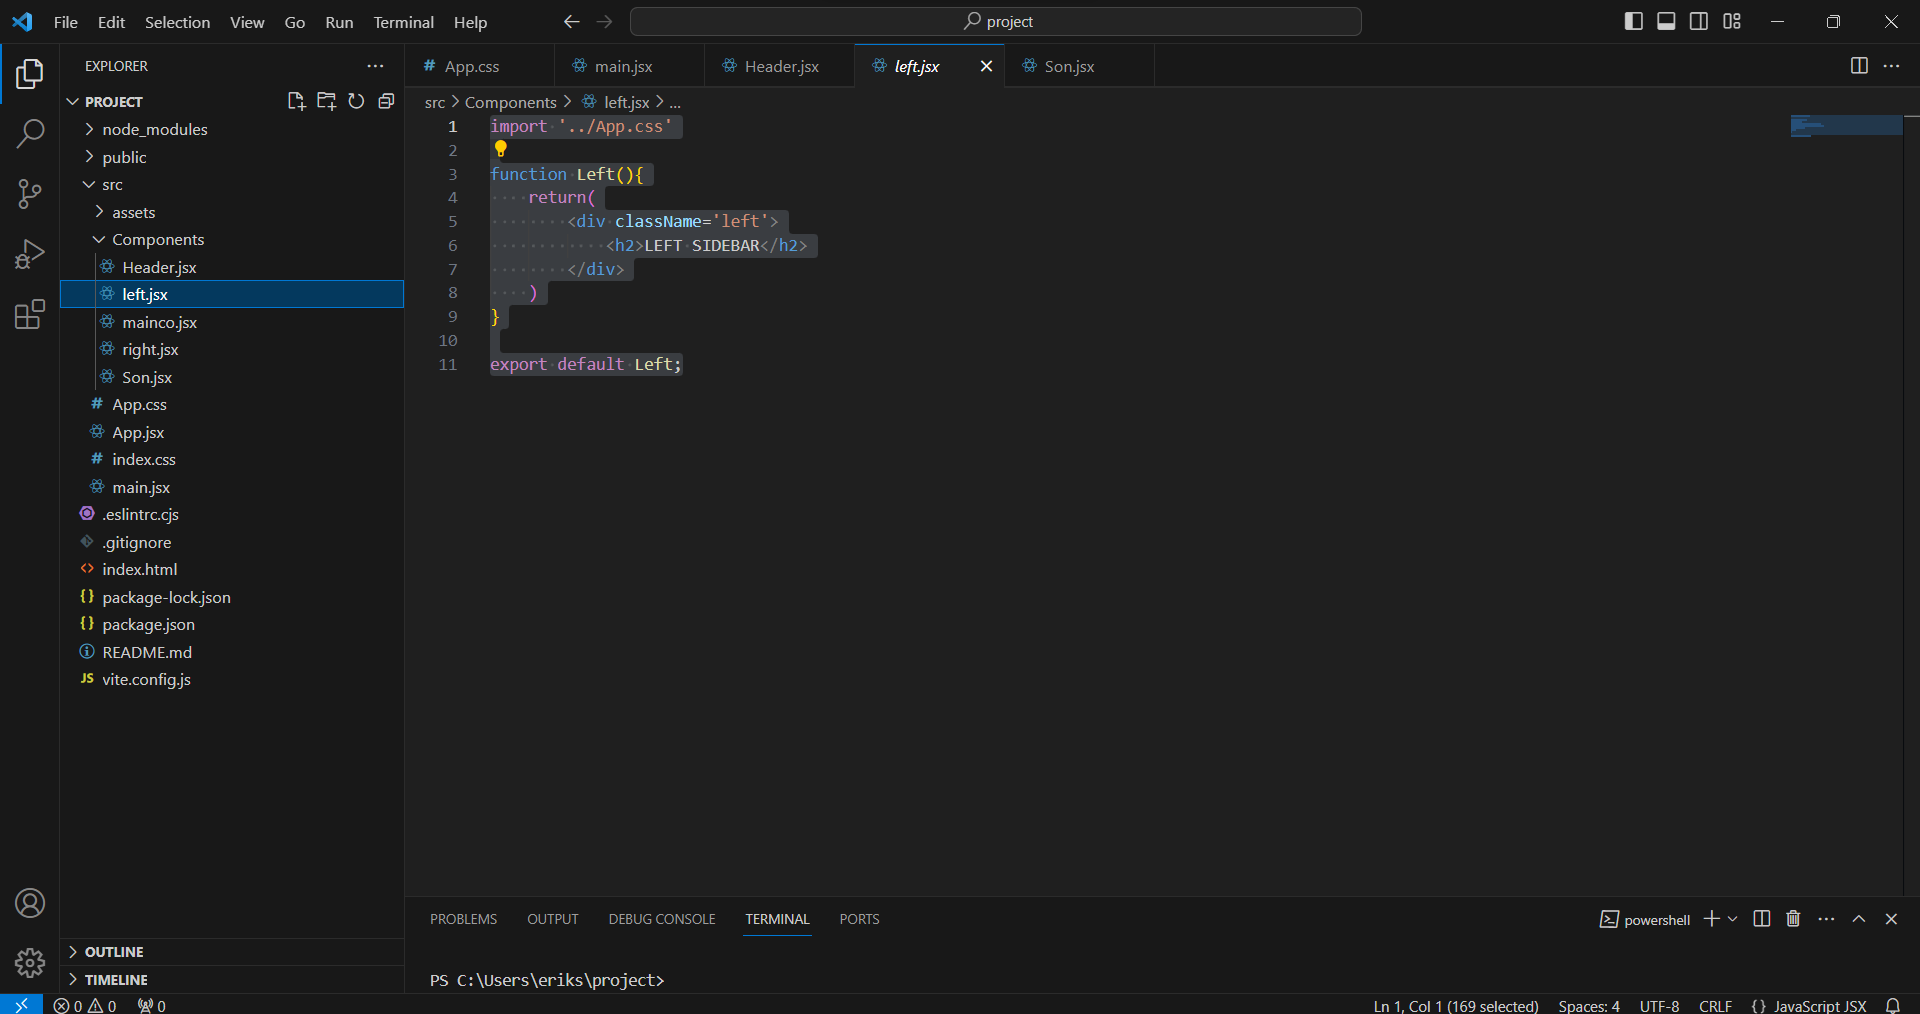 File Edit Selection View Go Run Terminal Help
project
EXPLORER
PROJECT
node_modules
public
src
assets
Components
Header.jsx
left.jsx
mainco.jsx
right.jsx
Son.jsx
# App.css
App.jsx
# index.css
main.jsx
.eslintrc.cjs
.gitignore
<> index.html
{} package-lock.json
{} package.json
README.md
JS vite.config.js
OUTLINE
TIMELINE
# App.css
main.jsx
Header.jsx
left.jsx
Son.jsx
src > Components > left.jsx > ...
1 import '../App.css'
2
3 function Left(){
4     return(
5         <div className='left'>
6             <h2>LEFT SIDEBAR</h2>
7         </div>
8     )
9 }
10
11 export default Left;
PROBLEMS OUTPUT DEBUG CONSOLE TERMINAL PORTS
powershell
PS C:\Users\eriks\project>
0 0 0
Ln 1, Col 1 (169 selected) Spaces: 4 UTF-8 CRLF {} JavaScript JSX